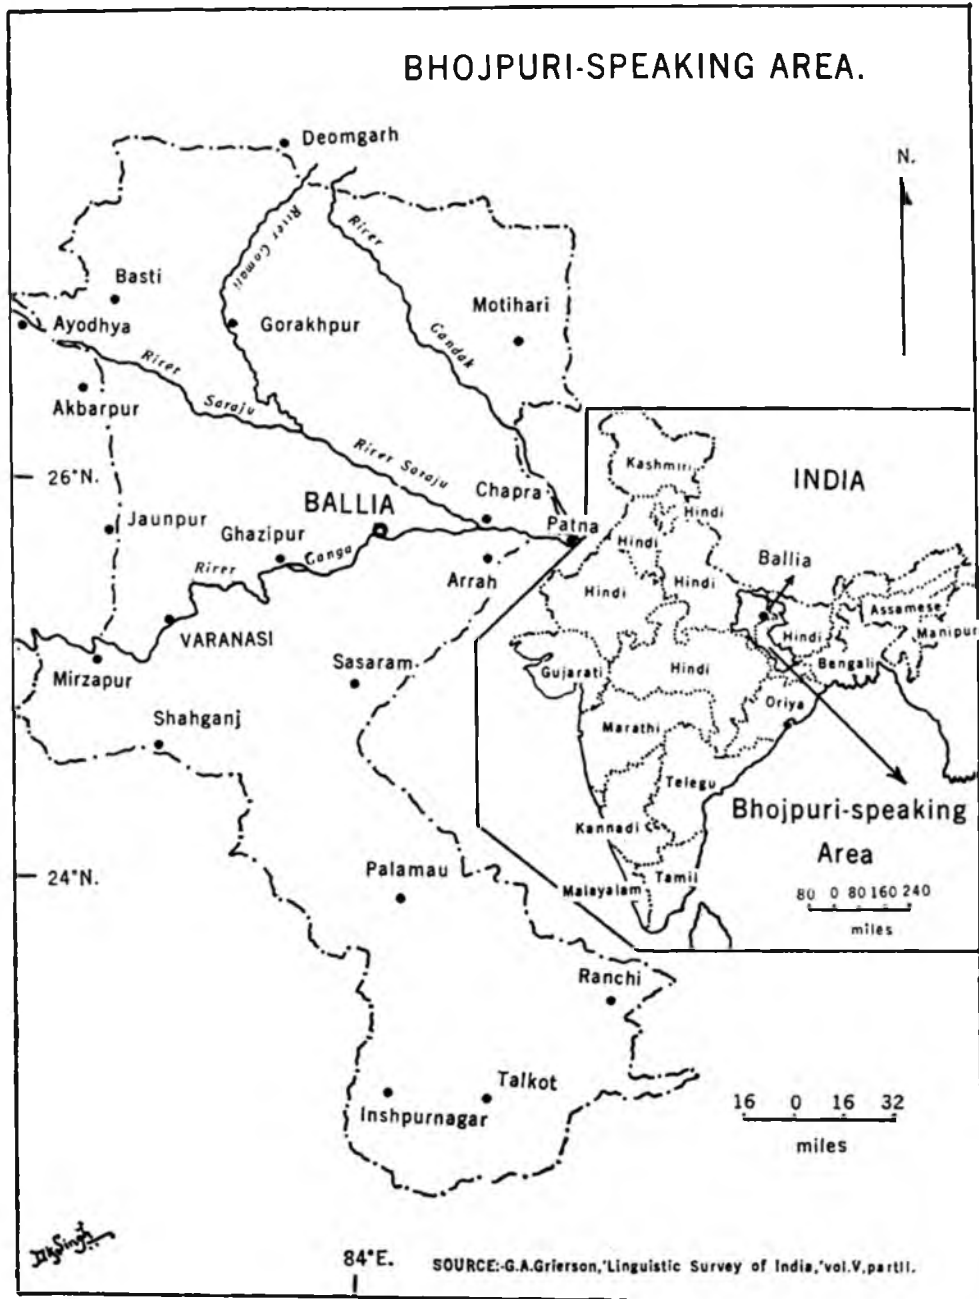 BHOJPURI-SPEAKING AREA.
N.
Deomgarh
River Gomati
River
Gandak
Basti
Motihari
Gorakhpur
Ayodhya
River
Saraju
Akbarpur
River Saraju
26°N.
Chapra
BALLIA
Jaunpur
Patna
Ghazipur
River
Ganga
Arrah
VARANASI
Sasaram
Mirzapur
Shahganj
24°N.
Palamau
Ranchi
Talkot
Inshpurnagar
INDIA
Kashmiri
Hindi
Hindi
Ballia
Hindi
Hindi
Assamese
Hindi
Manipur
Bengali
Hindi
Gujarati
Oriya
Marathi
Telegu
Bhojpuri-speaking
Area
Kannadi
Malayalam
Tamil
80 0 80 160 240
miles
16 0 16 32
miles
DKSingh
84°E.
SOURCE:-G.A.Grierson,'Linguistic Survey of India,'vol.V,partII.